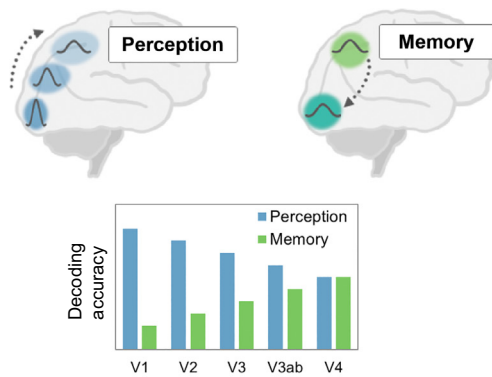 Perception
Memory
Perception
Memory
Decoding
accuracy
V1 V2 V3 V3ab V4